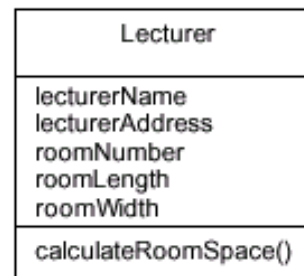 Lecturer
lecturerName
lecturerAddress
roomNumber
roomLength
roomWidth
calculateRoomSpace()